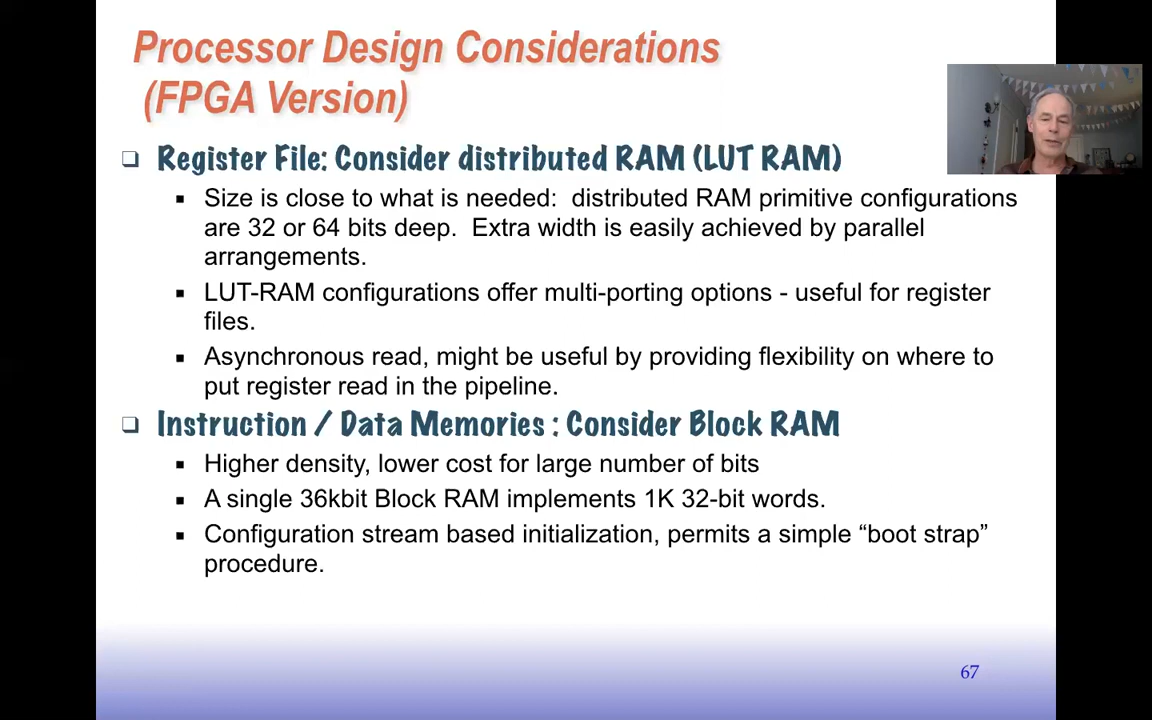 Processor Design Considerations
(FPGA Version)
❑ Register File: Consider distributed RAM (LUT RAM)
▪ Size is close to what is needed: distributed RAM primitive configurations
are 32 or 64 bits deep. Extra width is easily achieved by parallel
arrangements.
▪ LUT-RAM configurations offer multi-porting options - useful for register
files.
▪ Asynchronous read, might be useful by providing flexibility on where to
put register read in the pipeline.
❑ Instruction / Data Memories : Consider Block RAM
▪ Higher density, lower cost for large number of bits
▪ A single 36kbit Block RAM implements 1K 32-bit words.
▪ Configuration stream based initialization, permits a simple “boot strap”
procedure.
67